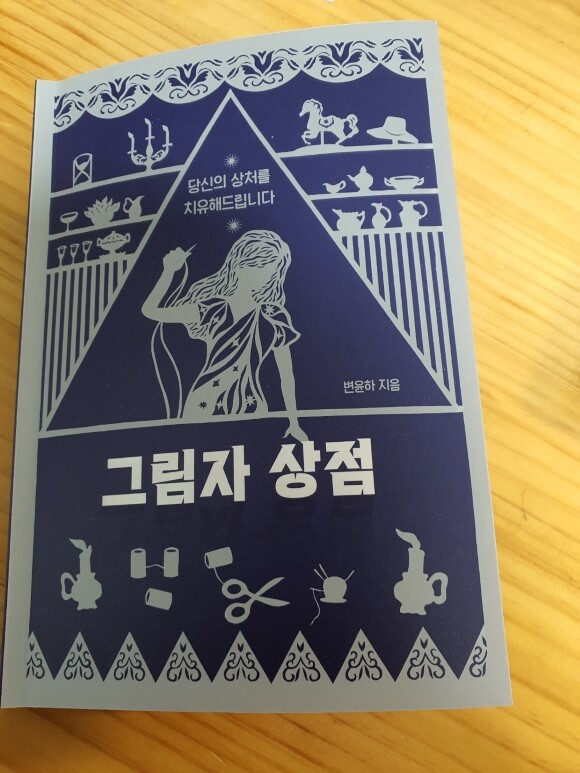 당신의 상처를
치유해드립니다
변윤하 지음
그림자 상점